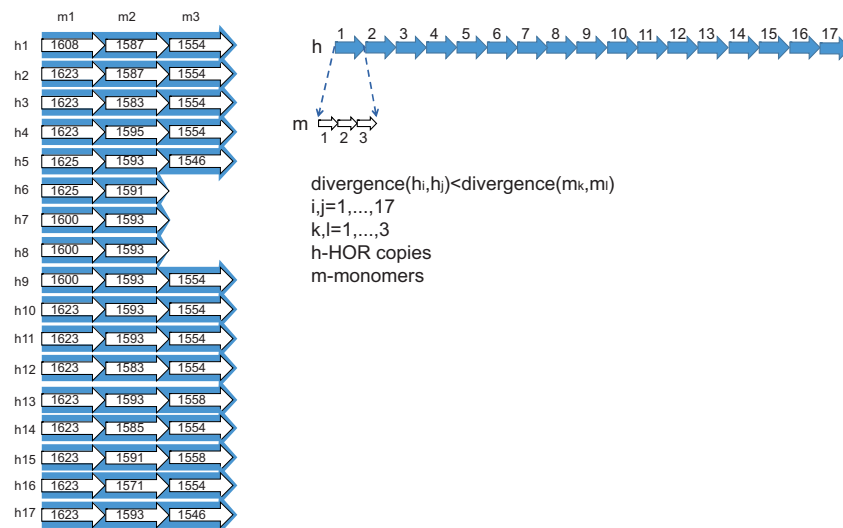 m1 m2 m3
h1 1608 1587 1554
h2 1623 1587 1554
h3 1623 1583 1554
h4 1623 1595 1554
h5 1625 1593 1546
h6 1625 1591
h7 1600 1593
h8 1600 1593
h9 1600 1593 1554
h10 1623 1593 1554
h11 1623 1593 1554
h12 1623 1583 1554
h13 1623 1593 1558
h14 1623 1585 1554
h15 1623 1591 1558
h16 1623 1571 1554
h17 1623 1593 1546
1 2 3 4 5 6 7 8 9 10 11 12 13 14 15 16 17
h
m
1 2 3
divergence(hi,hj)<divergence(mk,ml)
i,j=1,...,17
k,l=1,...,3
h-HOR copies
m-monomers